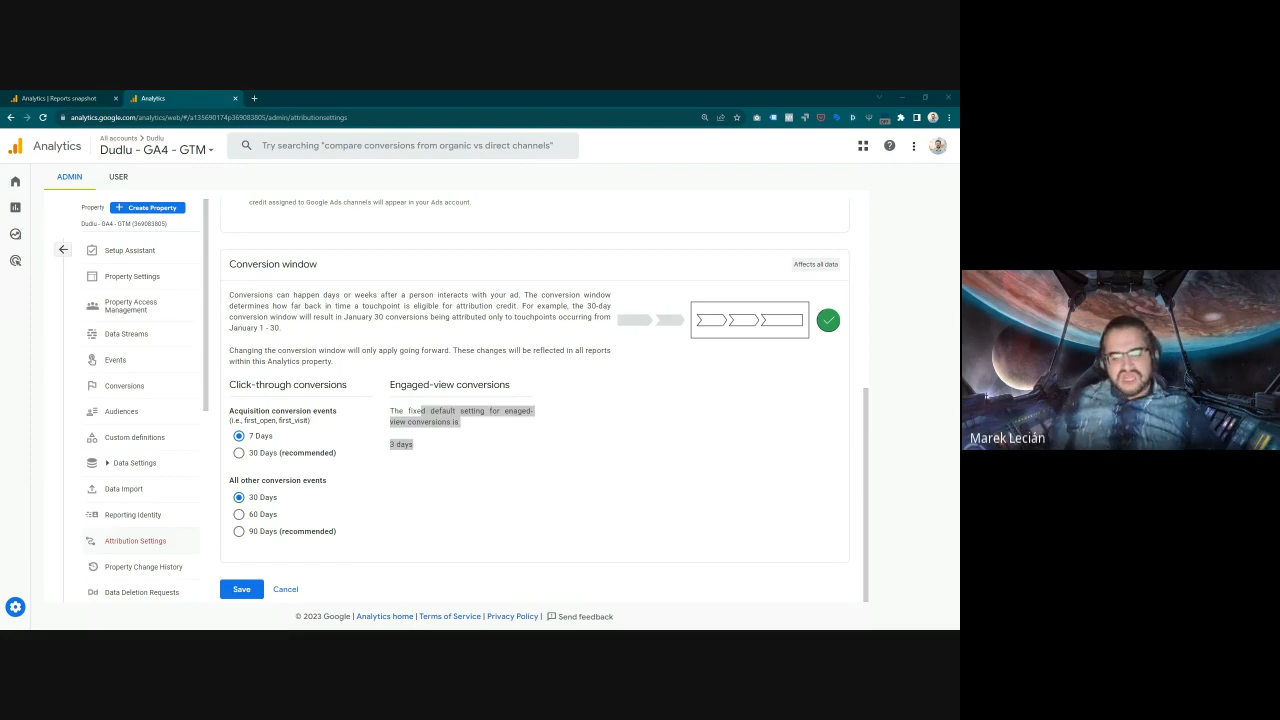 Analytics | Reports snapshot
Analytics
analytics.google.com/analytics/web/#/a135690174p369083805/admin/attributionsettings
Analytics
All accounts > Dudlu
Dudlu - GA4 - GTM
Try searching "compare conversions from organic vs direct channels"
ADMIN
USER
Property
Create Property
Dudlu - GA4 - GTM (369083805)
Setup Assistant
Property Settings
Property Access
Management
Data Streams
Events
Conversions
Audiences
Custom definitions
Data Settings
Data Import
Reporting Identity
Attribution Settings
Property Change History
Dd Data Deletion Requests
credit assigned to Google Ads channels will appear in your Ads account.
Conversion window
Affects all data
Conversions can happen days or weeks after a person interacts with your ad. The conversion window
determines how far back in time a touchpoint is eligible for attribution credit. For example, the 30-day
conversion window will result in January 30 conversions being attributed only to touchpoints occurring from
January 1 - 30.
Changing the conversion window will only apply going forward. These changes will be reflected in all reports
within this Analytics property.
Click-through conversions
Acquisition conversion events
(i.e., first_open, first_visit)
7 Days
30 Days (recommended)
All other conversion events
30 Days
60 Days
90 Days (recommended)
Engaged-view conversions
The fixed default setting for enaged-
view conversions is
3 days
Save
Cancel
© 2023 Google | Analytics home | Terms of Service | Privacy Policy | Send feedback
Marek Lecián